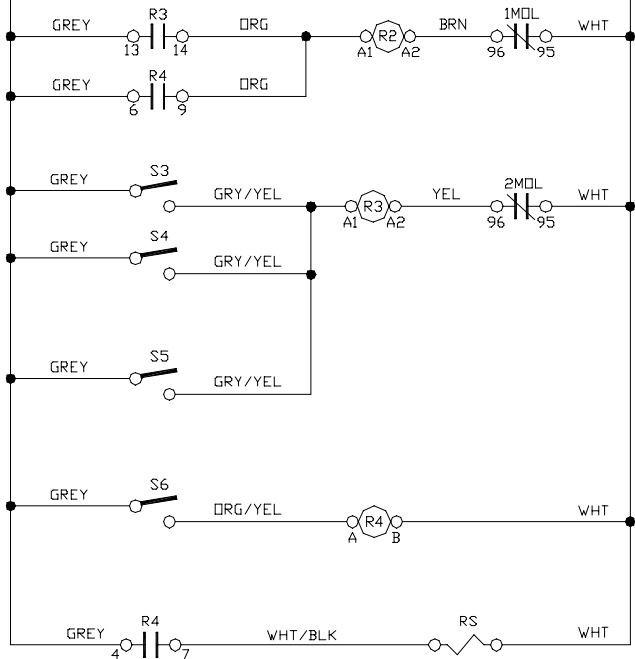 GREY R3 ORG BRN 1MOL WHT
13 14 R2 A1 A2 96 95
GREY R4 ORG
6 9
GREY S3 GRY/YEL YEL 2MOL WHT
R3 A1 A2 96 95
GREY S4 GRY/YEL
GREY S5 GRY/YEL
GREY S6 ORG/YEL R4 WHT
A B
GREY R4 WHT/BLK RS WHT
4 7